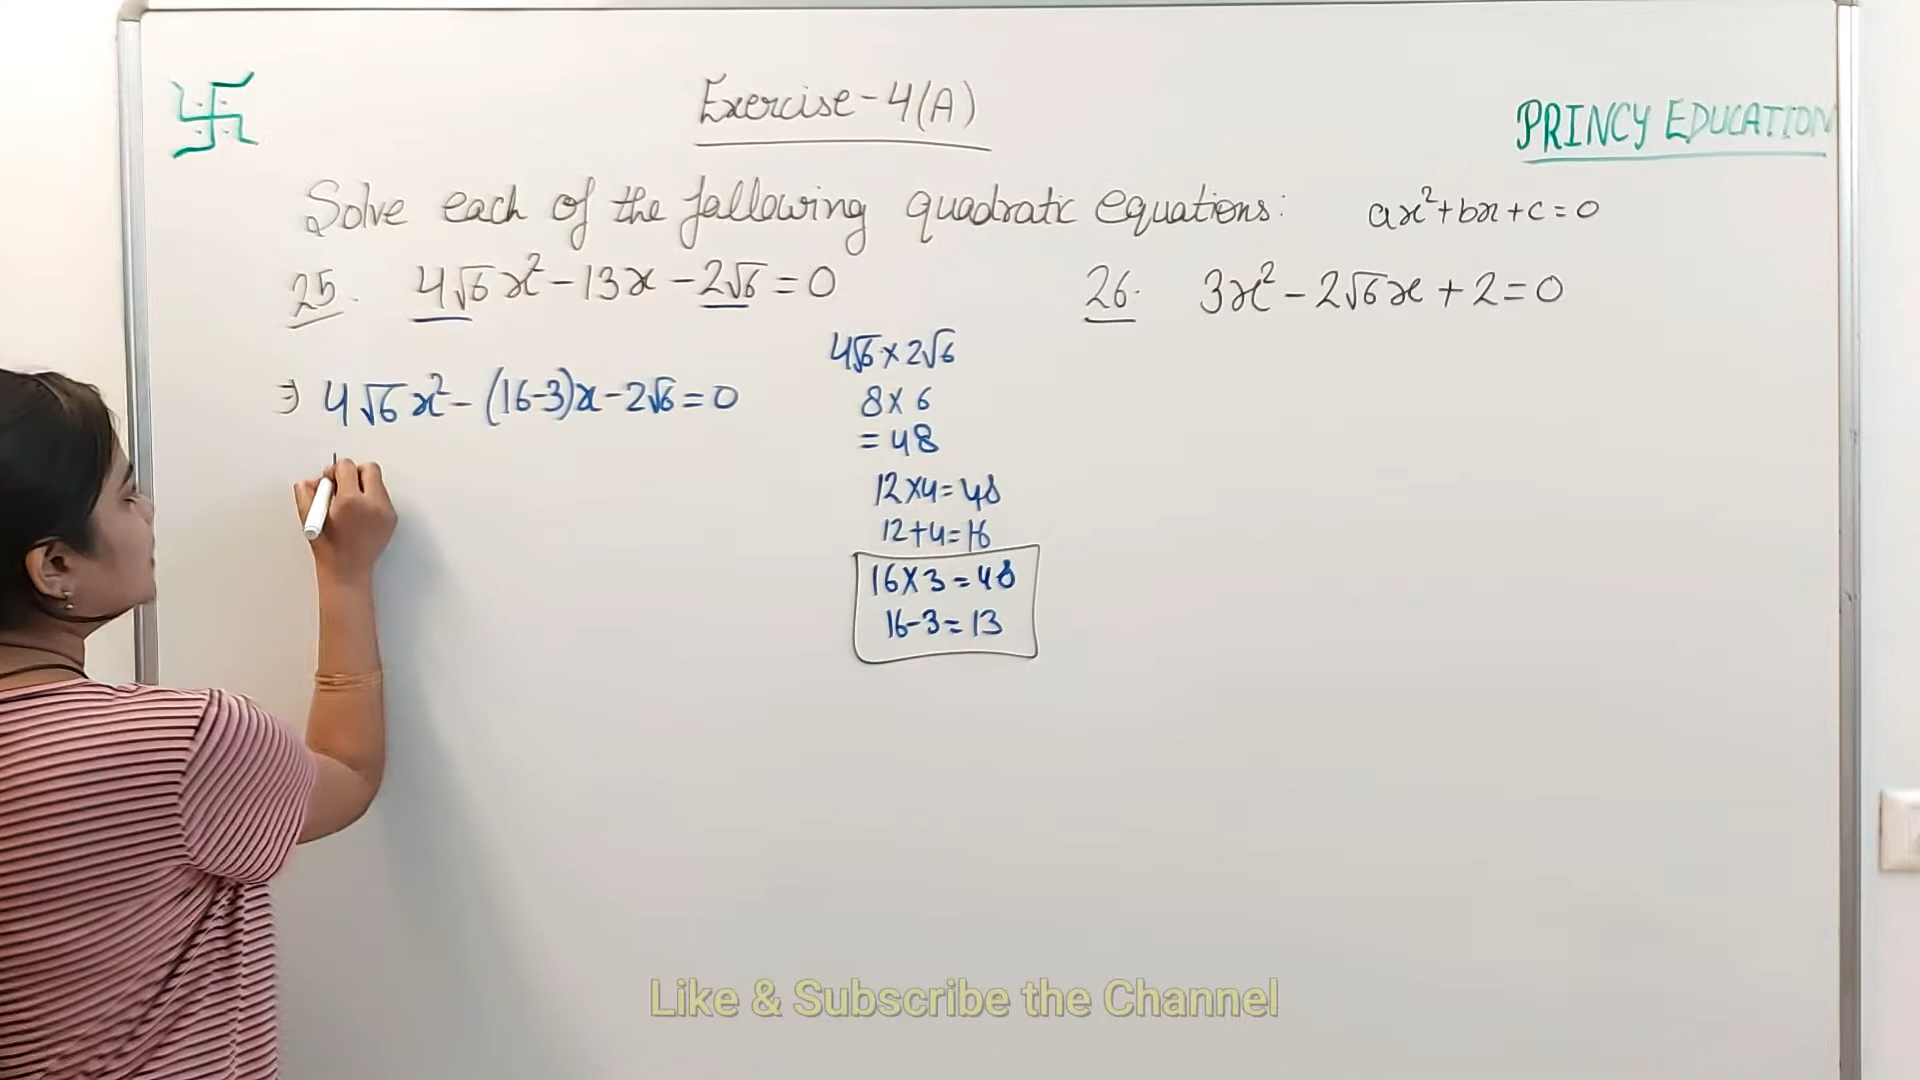 Exercise-4(A)
PRINCY EDUCATION
Solve each of the following quadratic equations: ax²+bx+c=0
25. 4√6x²-13x-2√6=0
26. 3x²-2√6x+2=0
⇒ 4√6x²-(16-3)x-2√6=0
4√6×2√6
8×6
=48
12×4=48
12+4=16
16×3=48
16-3=13
Like & Subscribe the Channel